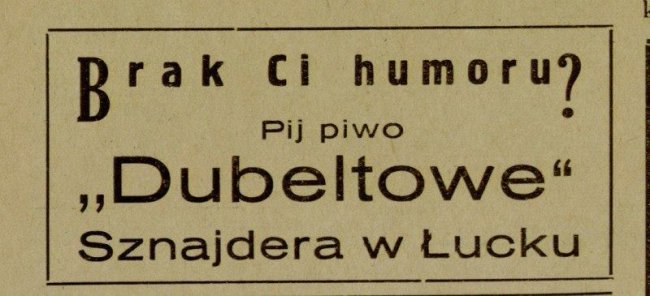 Brak Ci humoru?
Pij piwo
„Dubeltowe“
Sznajdera w Łucku